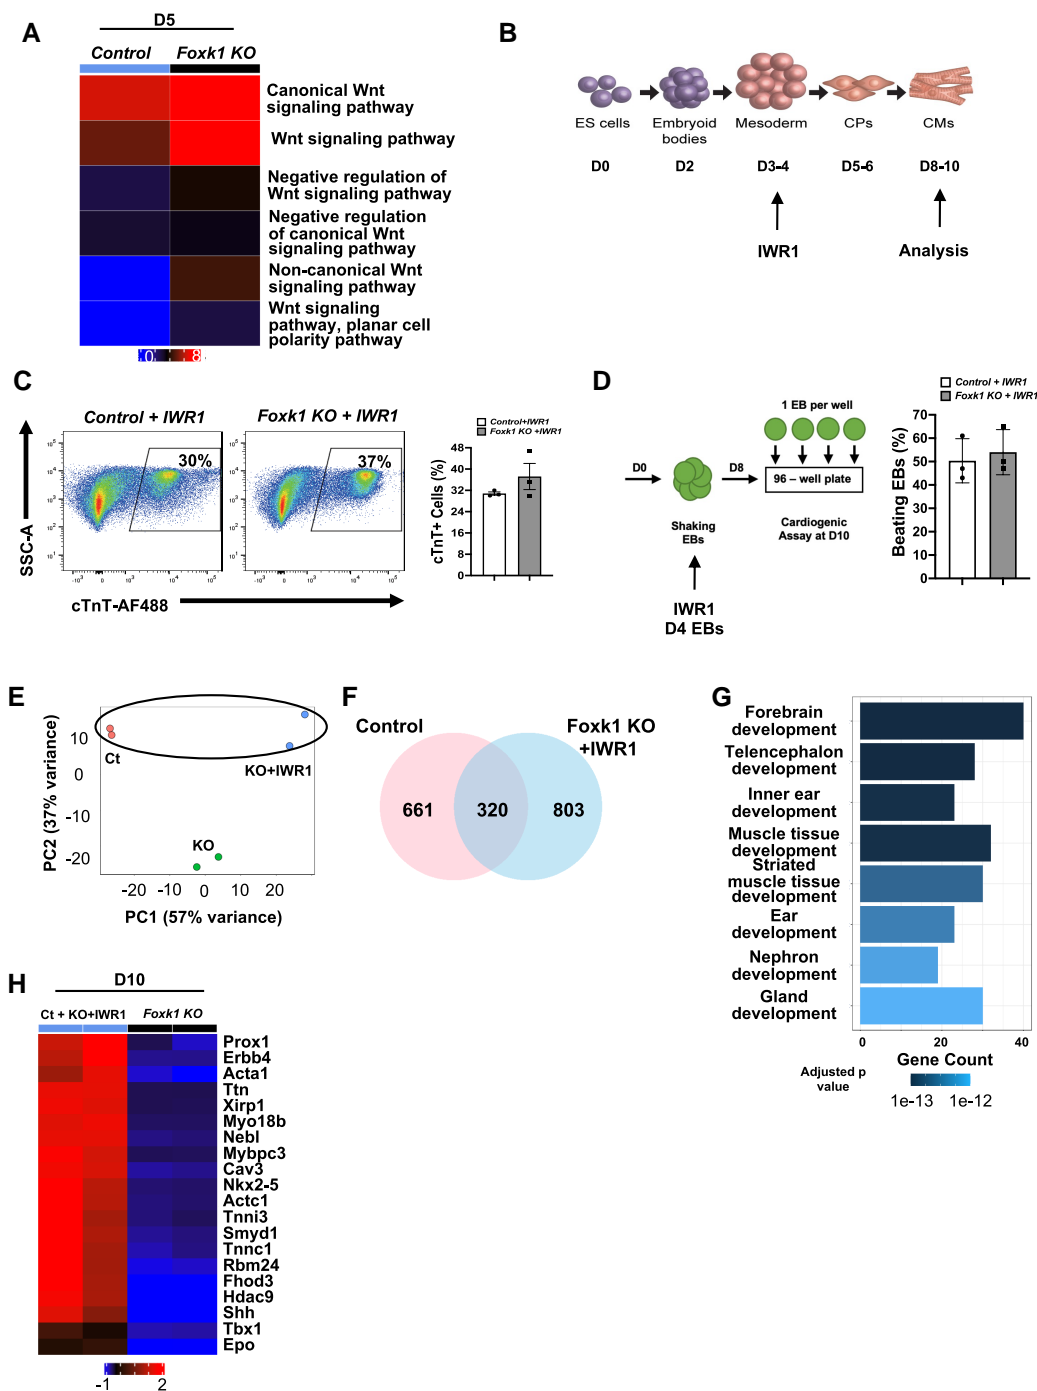 A
D5
Control
Foxk1 KO
Canonical Wnt
signaling pathway
Wnt signaling pathway
Negative regulation of
Wnt signaling pathway
Negative regulation
of canonical Wnt
signaling pathway
Non-canonical Wnt
signaling pathway
Wnt signaling
pathway, planar cell
polarity pathway
0
8
B
ES cells
Embryoid
bodies
Mesoderm
CPs
CMs
D0
D2
D3-4
D5-6
D8-10
IWR1
Analysis
C
Control + IWR1
Foxk1 KO + IWR1
SSC-A
30%
37%
cTnT-AF488
Control+IWR1
Foxk1 KO +IWR1
cTnT+ Cells (%)
48
40
32
24
16
8
0
D
D0
D8
1 EB per well
96 – well plate
Shaking
EBs
Cardiogenic
Assay at D10
IWR1
D4 EBs
Control + IWR1
Foxk1 KO + IWR1
Beating EBs (%)
70
60
50
40
30
20
10
0
E
PC2 (37% variance)
10
0
-10
-20
Ct
KO+IWR1
KO
-20 -10 0 20
PC1 (57% variance)
F
Control
Foxk1 KO
+IWR1
661
320
803
G
Forebrain
development
Telencephalon
development
Inner ear
development
Muscle tissue
development
Striated
muscle tissue
development
Ear
development
Nephron
development
Gland
development
0 20 40
Gene Count
Adjusted p
value
1e-13 1e-12
H
D10
Ct + KO+IWR1
Foxk1 KO
Prox1
Erbb4
Acta1
Ttn
Xirp1
Myo18b
Nebl
Mybpc3
Cav3
Nkx2-5
Actc1
Tnni3
Smyd1
Tnnc1
Rbm24
Fhod3
Hdac9
Shh
Tbx1
Epo
-1 2